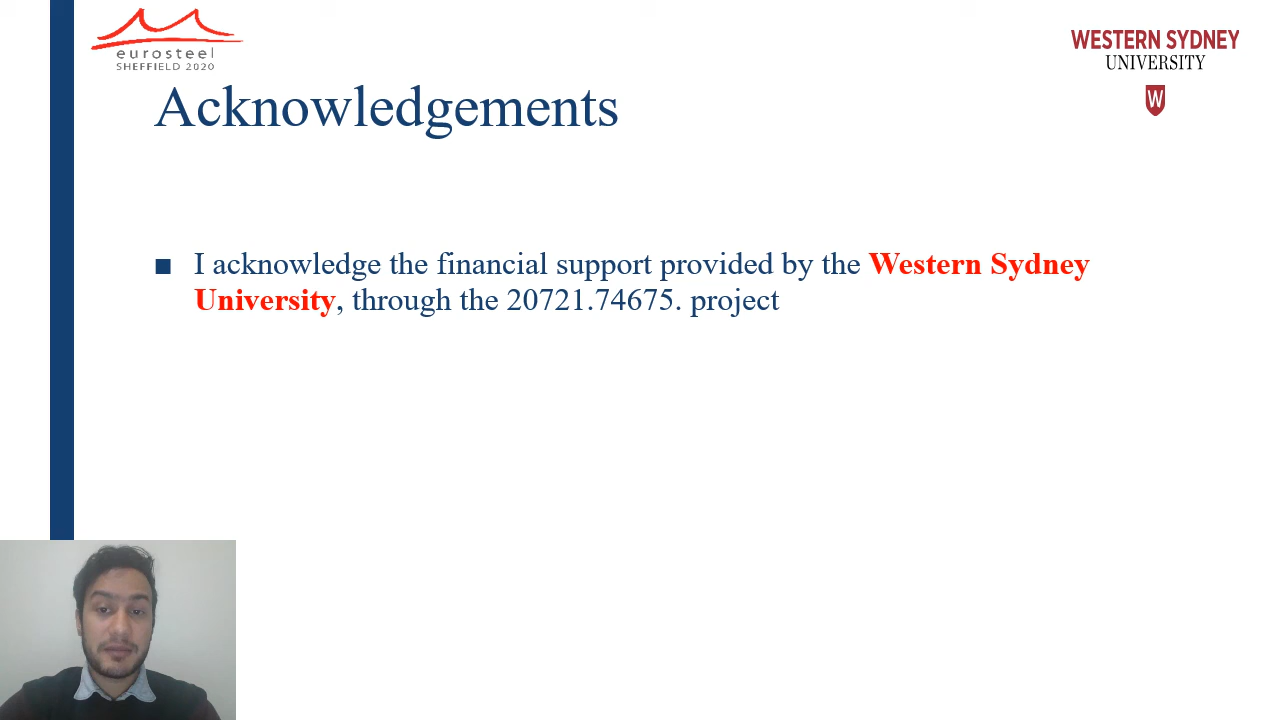 eurosteel
SHEFFIELD 2020
WESTERN SYDNEY
UNIVERSITY
W
Acknowledgements
■ I acknowledge the financial support provided by the Western Sydney
University, through the 20721.74675. project